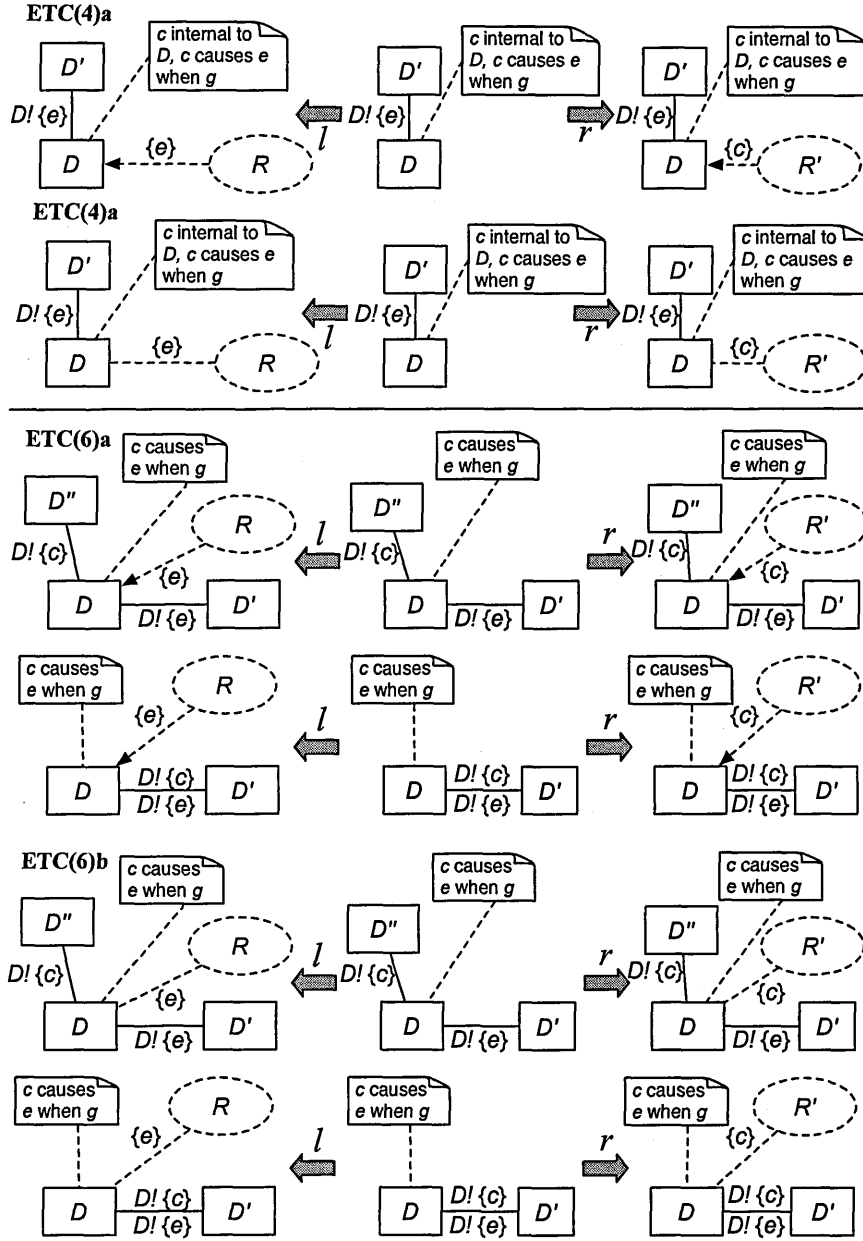 ETC(4)a
c internal to
D, c causes e
when g
D'
D! {e}
D
{e}
R
l
c internal to
D, c causes e
when g
D'
D! {e}
D
r
c internal to
D, c causes e
when g
D'
D! {e}
D
{c}
R'
ETC(4)a
c internal to
D, c causes e
when g
D'
D! {e}
D
{e}
R
l
c internal to
D, c causes e
when g
D'
D! {e}
D
r
c internal to
D, c causes e
when g
D'
D! {e}
D
{c}
R'
ETC(6)a
c causes
e when g
D"
R
D! {c}
{e}
D
D! {e}
D'
l
c causes
e when g
D"
D! {c}
D
D! {e}
D'
r
c causes
e when g
D"
R'
D! {c}
{c}
D
D! {e}
D'
c causes
e when g
R
{e}
D
D! {c}
D! {e}
D'
l
c causes
e when g
D
D! {c}
D! {e}
D'
r
c causes
e when g
R'
{c}
D
D! {c}
D! {e}
D'
ETC(6)b
c causes
e when g
D"
R
D! {c}
{e}
D
D! {e}
D'
l
c causes
e when g
D"
D! {c}
D
D! {e}
D'
r
c causes
e when g
D"
R'
D! {c}
{c}
D
D! {e}
D'
c causes
e when g
R
{e}
D
D! {c}
D! {e}
D'
l
c causes
e when g
D
D! {c}
D! {e}
D'
r
c causes
e when g
R'
{c}
D
D! {c}
D! {e}
D'